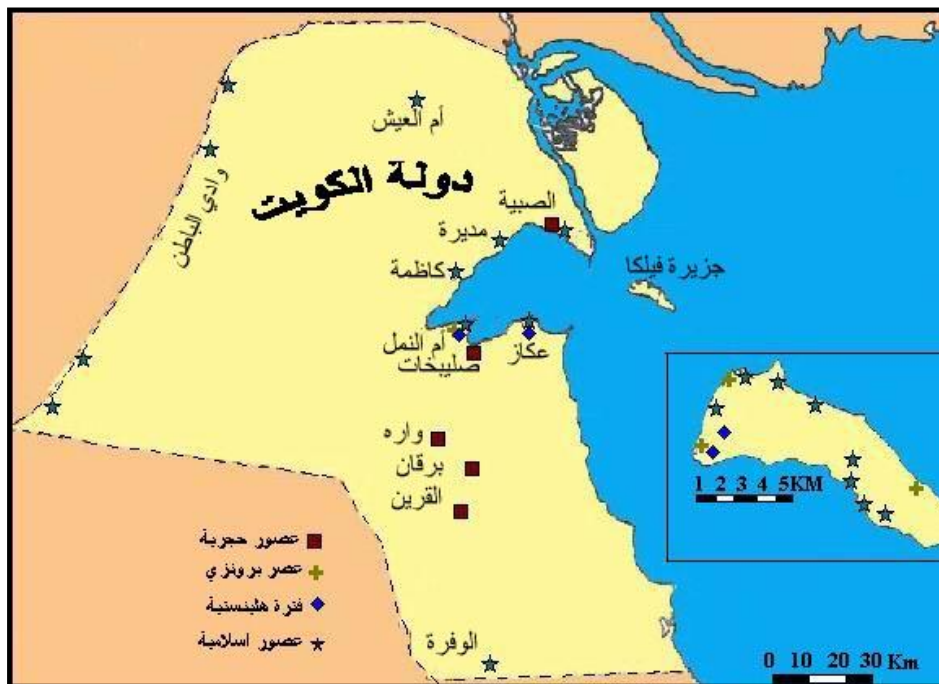 أم العيش
وادي الباطن
دولة الكويت
الصبية
مديرة
جزيرة فيلكا
كاظمة
أم النمل
عكاز
صليبخات
واره
برقان
القرين
1 2 3 4 5KM
عصور حجرية
عصر برونزي
فترة هلينستية
عصور اسلامية
الوفرة
0 10 20 30 Km